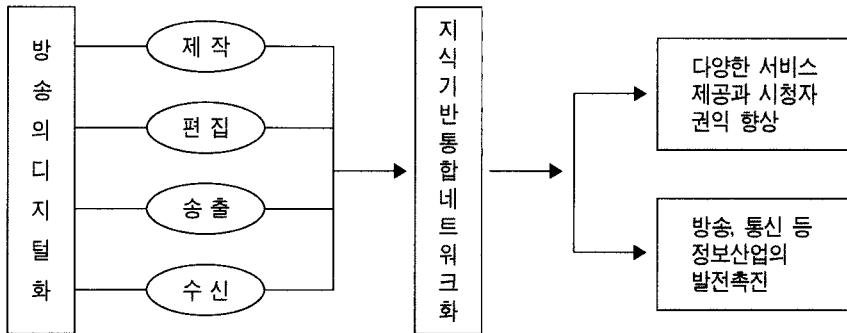 방송의디지털화
제작
편집
송출
수신
지식기반통합네트워크화
다양한 서비스
제공과 시청자
권익 향상
방송, 통신 등
정보산업의
발전촉진